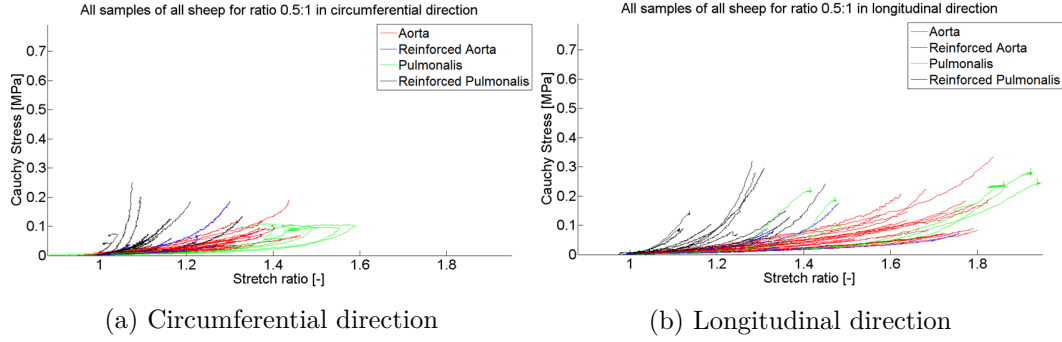 All samples of all sheep for ratio 0.5:1 in circumferential direction
Cauchy Stress [MPa]
0.7
0.6
0.5
0.4
0.3
0.2
0.1
0
1
1.2
1.4
1.6
1.8
Stretch ratio [-]
Aorta
Reinforced Aorta
Pulmonalis
Reinforced Pulmonalis
(a) Circumferential direction
All samples of all sheep for ratio 0.5:1 in longitudinal direction
Cauchy Stress [MPa]
0.7
0.6
0.5
0.4
0.3
0.2
0.1
0
1
1.2
1.4
1.6
1.8
Stretch ratio [-]
Aorta
Reinforced Aorta
Pulmonalis
Reinforced Pulmonalis
(b) Longitudinal direction